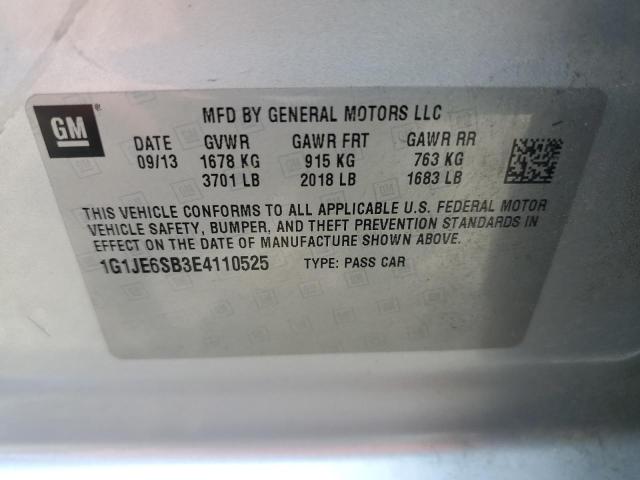 GM
MFD BY GENERAL MOTORS LLC
DATE GVWR GAWR FRT GAWR RR
09/13 1678 KG 915 KG 763 KG
3701 LB 2018 LB 1683 LB
THIS VEHICLE CONFORMS TO ALL APPLICABLE U.S. FEDERAL MOTOR
VEHICLE SAFETY, BUMPER, AND THEFT PREVENTION STANDARDS IN
EFFECT ON THE DATE OF MANUFACTURE SHOWN ABOVE.
1G1JE6SB3E4110525 TYPE: PASS CAR